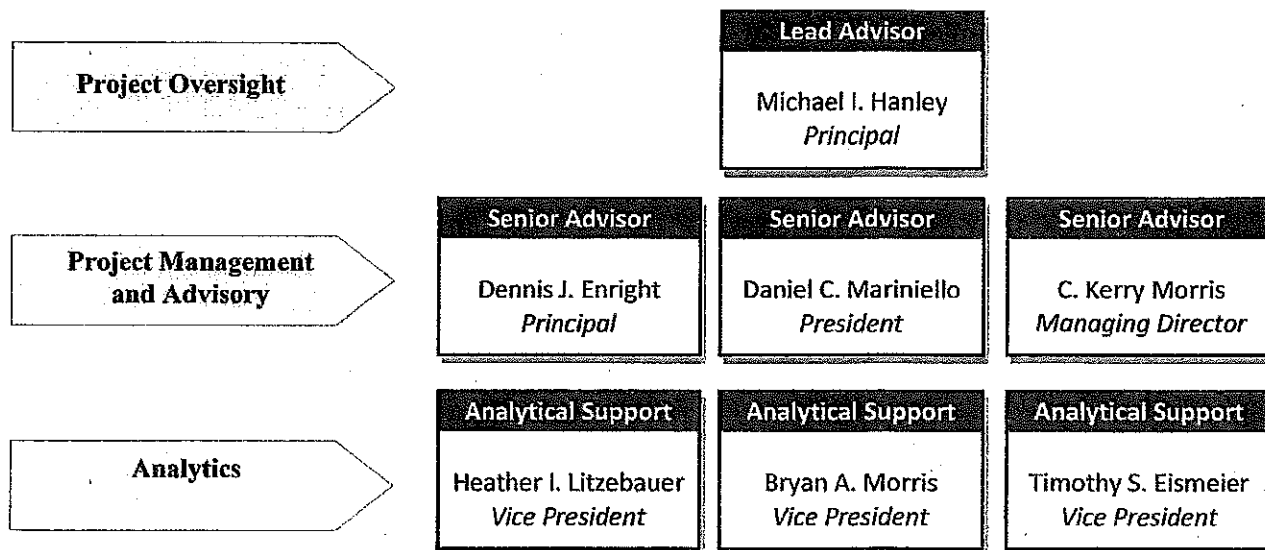 Lead Advisor
Project Oversight
Michael I. Hanley
Principal
Senior Advisor
Senior Advisor
Senior Advisor
Project Management
and Advisory
Dennis J. Enright
Principal
Daniel C. Mariniello
President
C. Kerry Morris
Managing Director
Analytical Support
Analytical Support
Analytical Support
Analytics
Heather I. Litzebauer
Vice President
Bryan A. Morris
Vice President
Timothy S. Eismeier
Vice President